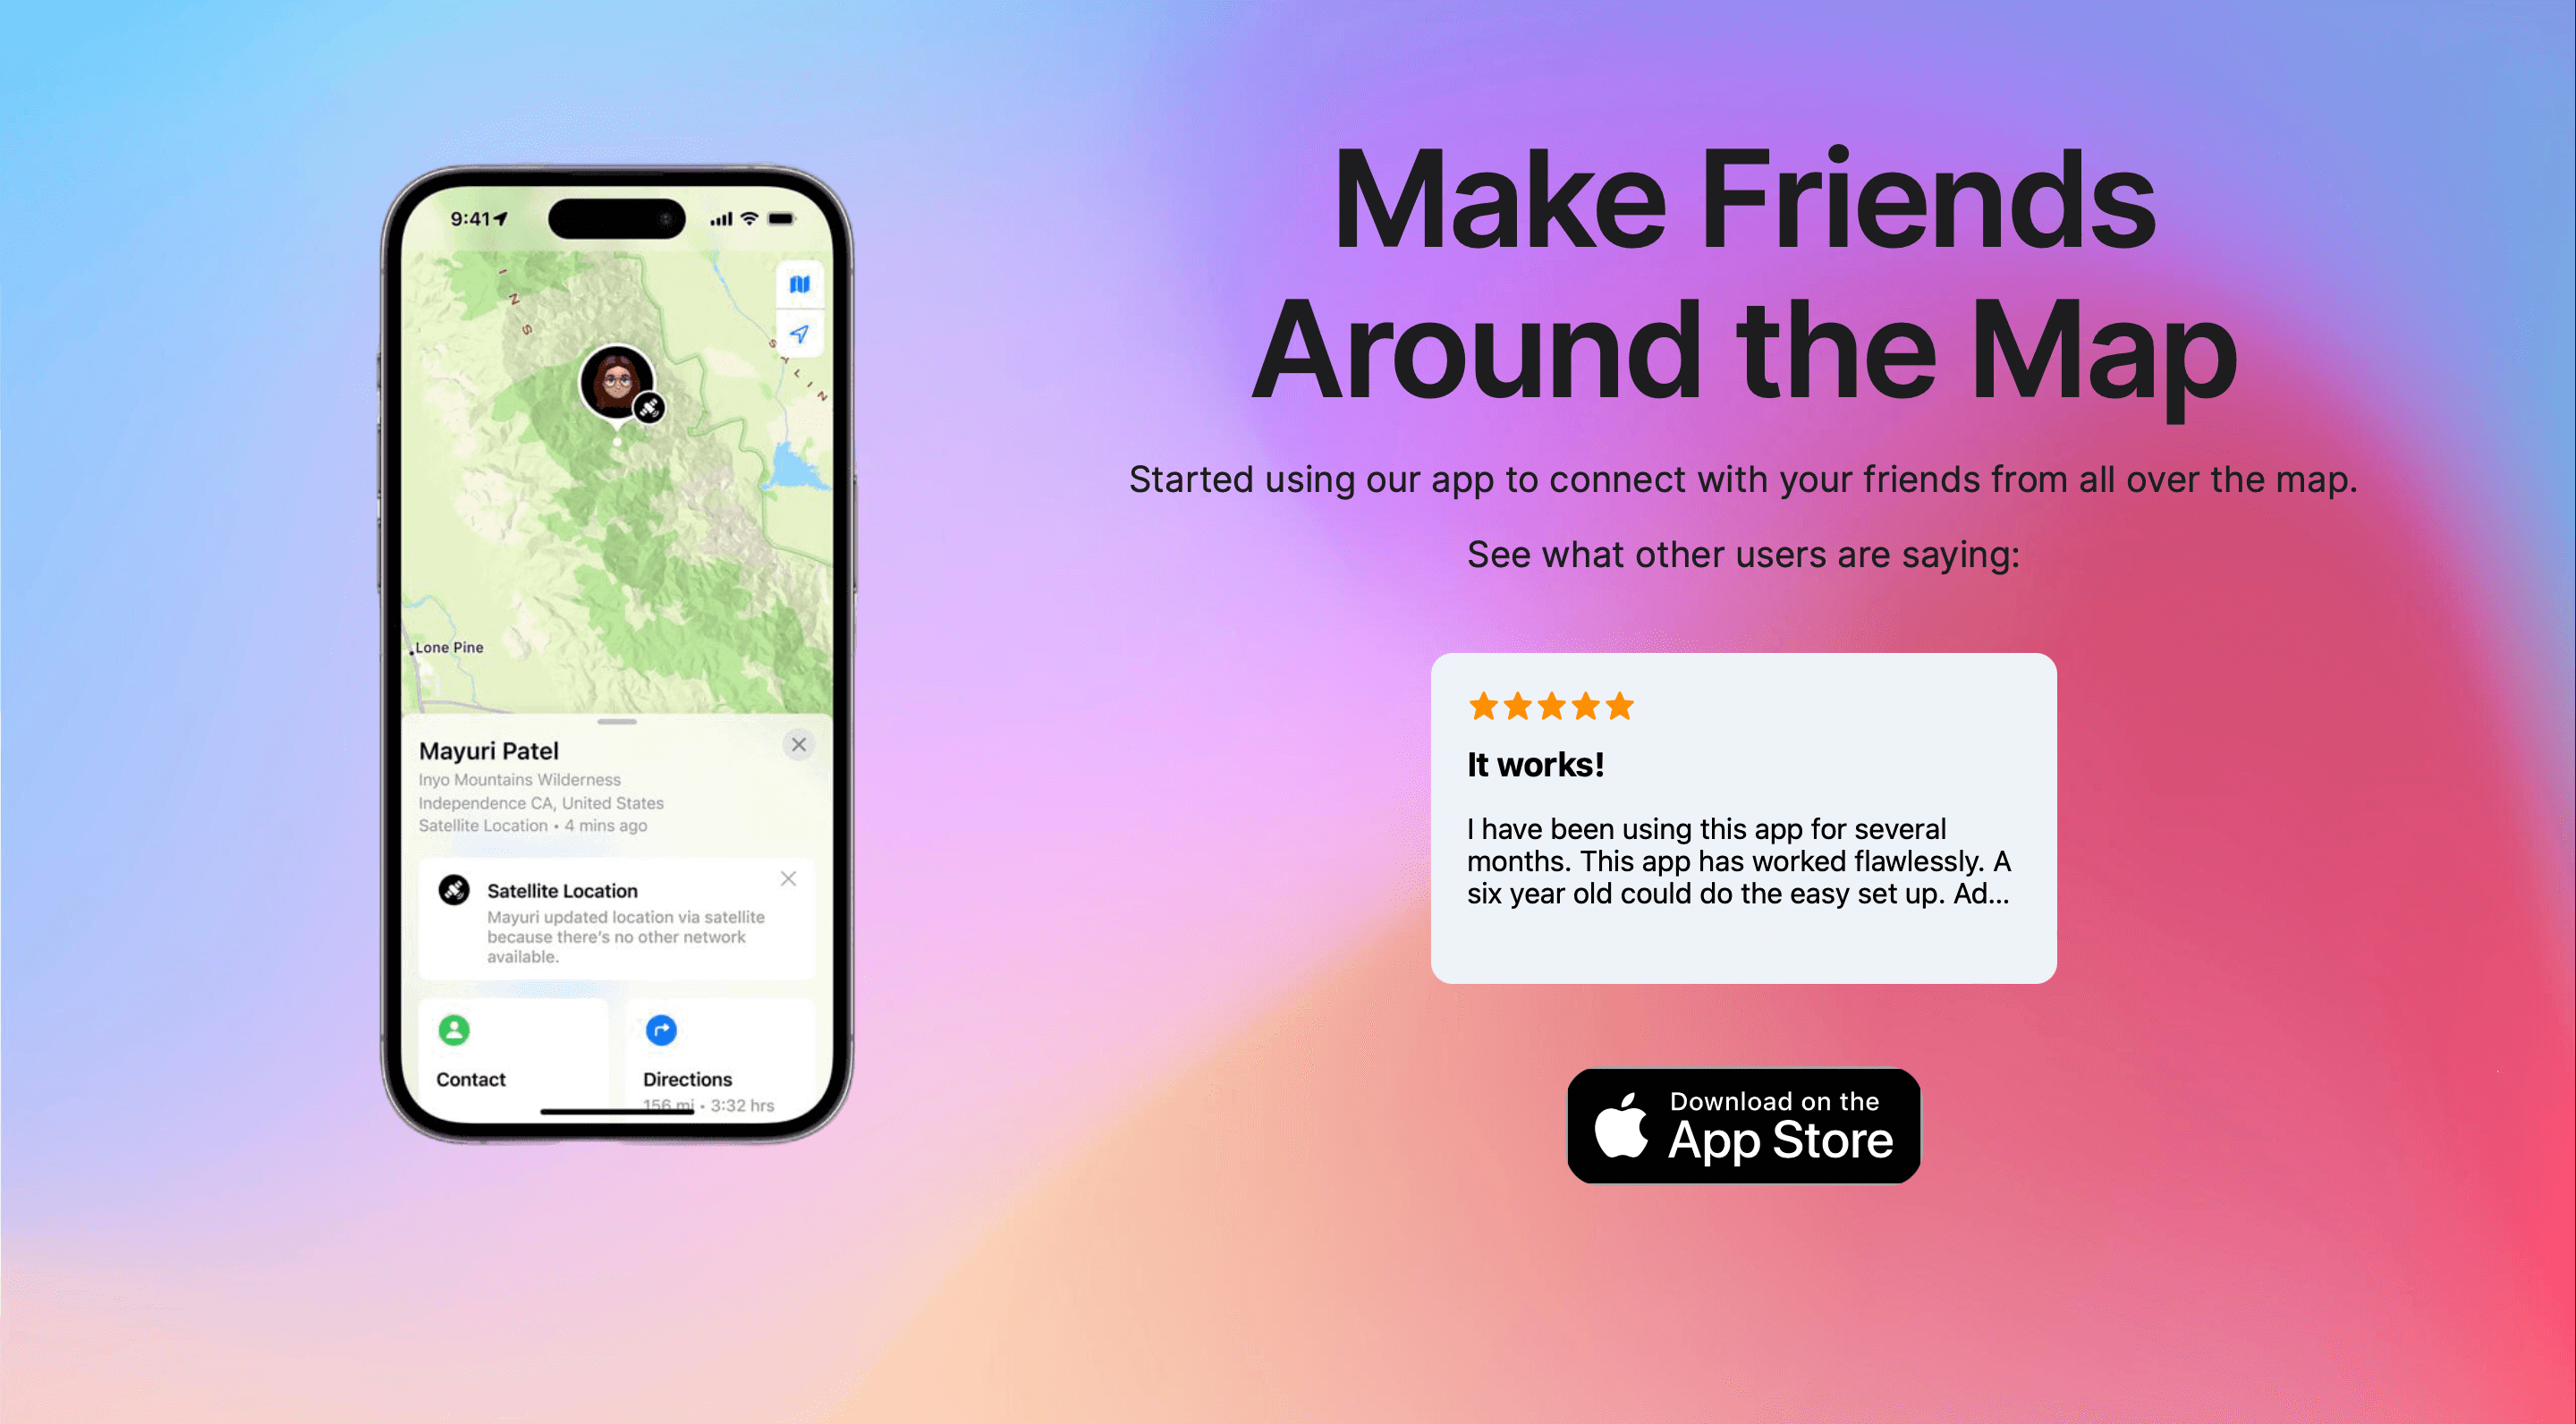 9:41
I
N
S
S
Y
L
I
N
Lone Pine
Mayuri Patel
Inyo Mountains Wilderness
Independence CA, United States
Satellite Location • 4 mins ago
Satellite Location
Mayuri updated location via satellite
because there's no other network
available.
Contact
Directions
156 mi • 3:32 hrs
Make Friends
Around the Map
Started using our app to connect with your friends from all over the map.
See what other users are saying:
It works!
I have been using this app for several
months. This app has worked flawlessly. A
six year old could do the easy set up. Ad...
Download on the
App Store